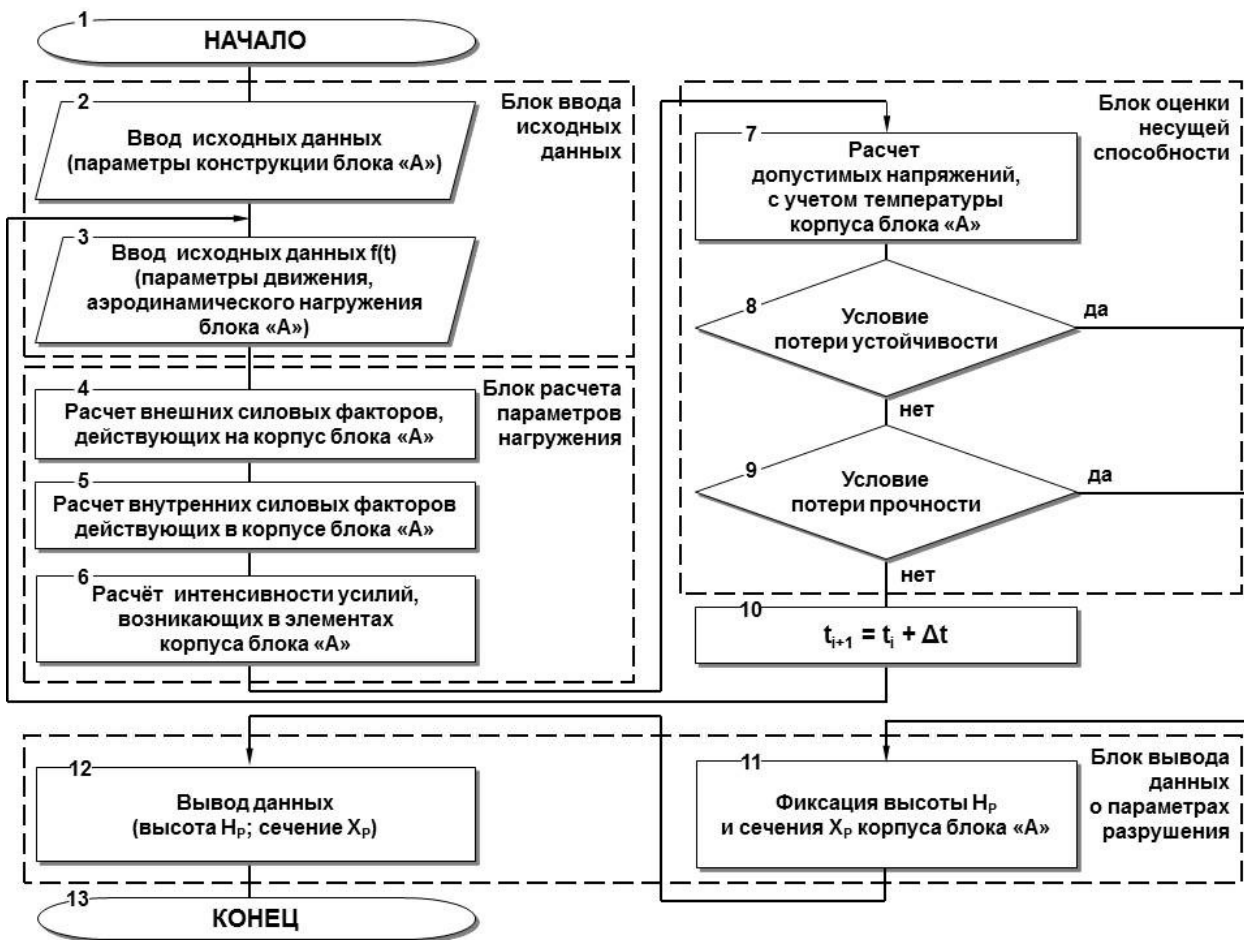 1
НАЧАЛО
Блок ввода
исходных
данных
2
Ввод исходных данных
(параметры конструкции блока «А»)
3
Ввод исходных данных f(t)
(параметры движения,
аэродинамического нагружения
блока «А»)
Блок расчета
параметров
нагружения
4
Расчет внешних силовых факторов,
действующих на корпус блока «А»
5
Расчет внутренних силовых факторов
действующих в корпусе блока «А»
6
Расчёт интенсивности усилий,
возникающих в элементах
корпуса блока «А»
Блок оценки
несущей
способности
7
Расчет
допустимых напряжений,
с учетом температуры
корпуса блока «А»
8
Условие
потери устойчивости
да
нет
9
Условие
потери прочности
да
нет
10
tᵢ₊₁ = tᵢ + Δt
Блок вывода
данных
о параметрах
разрушения
11
Фиксация высоты Hₚ
и сечения Xₚ корпуса блока «А»
12
Вывод данных
(высота Hₚ; сечение Xₚ)
13
КОНЕЦ